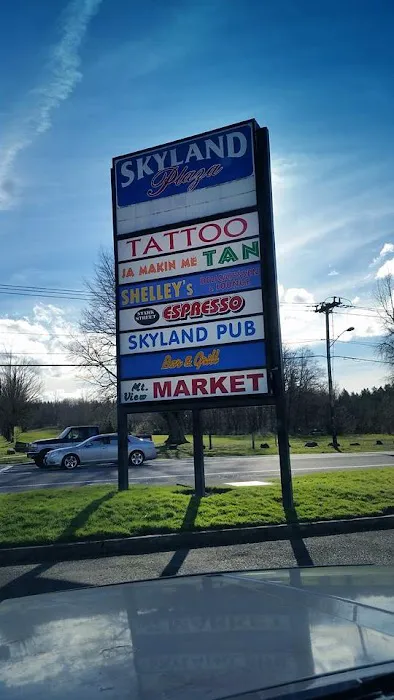 SKYLAND
Plaza
TATTOO
JA MAKIN ME TAN
SHELLEY's
ESPRESSO
SKYLAND PUB
Bar & Grill
Mt. View MARKET